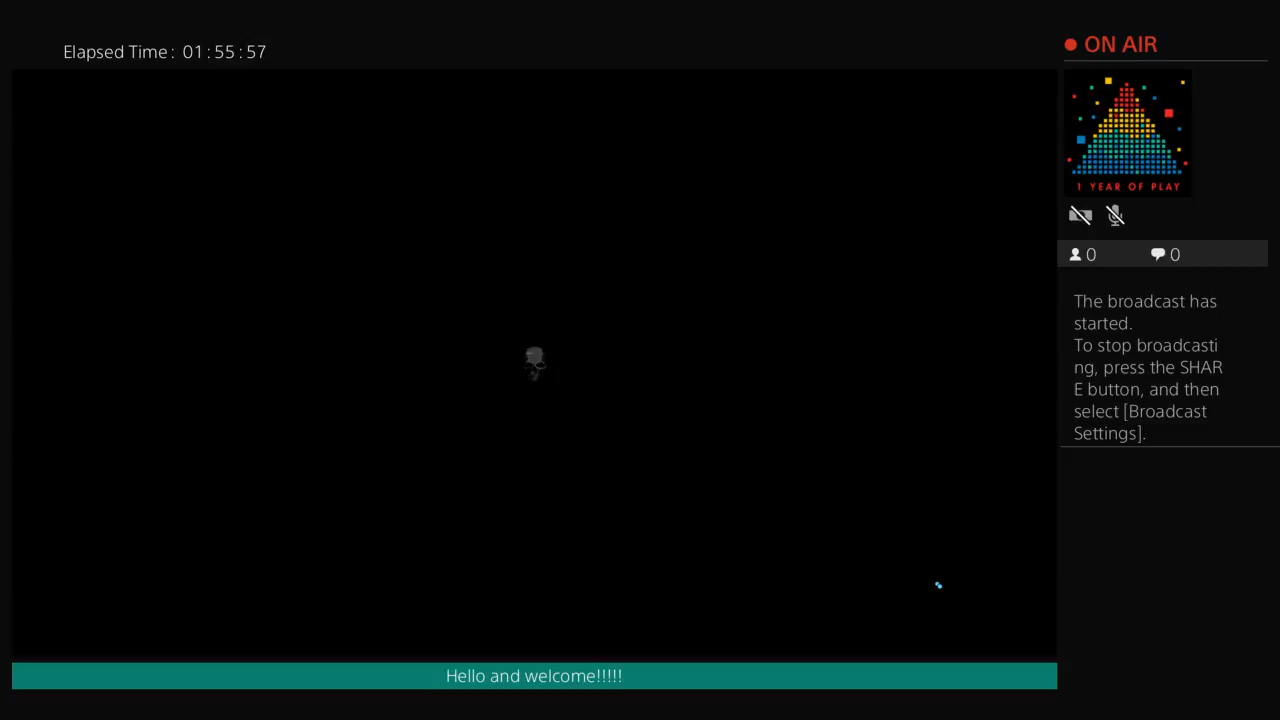 Elapsed Time: 01:55:57
ON AIR
1 YEAR OF PLAY
0
0
The broadcast has
started.
To stop broadcasti
ng, press the SHAR
E button, and then
select [Broadcast
Settings].
Hello and welcome!!!!!